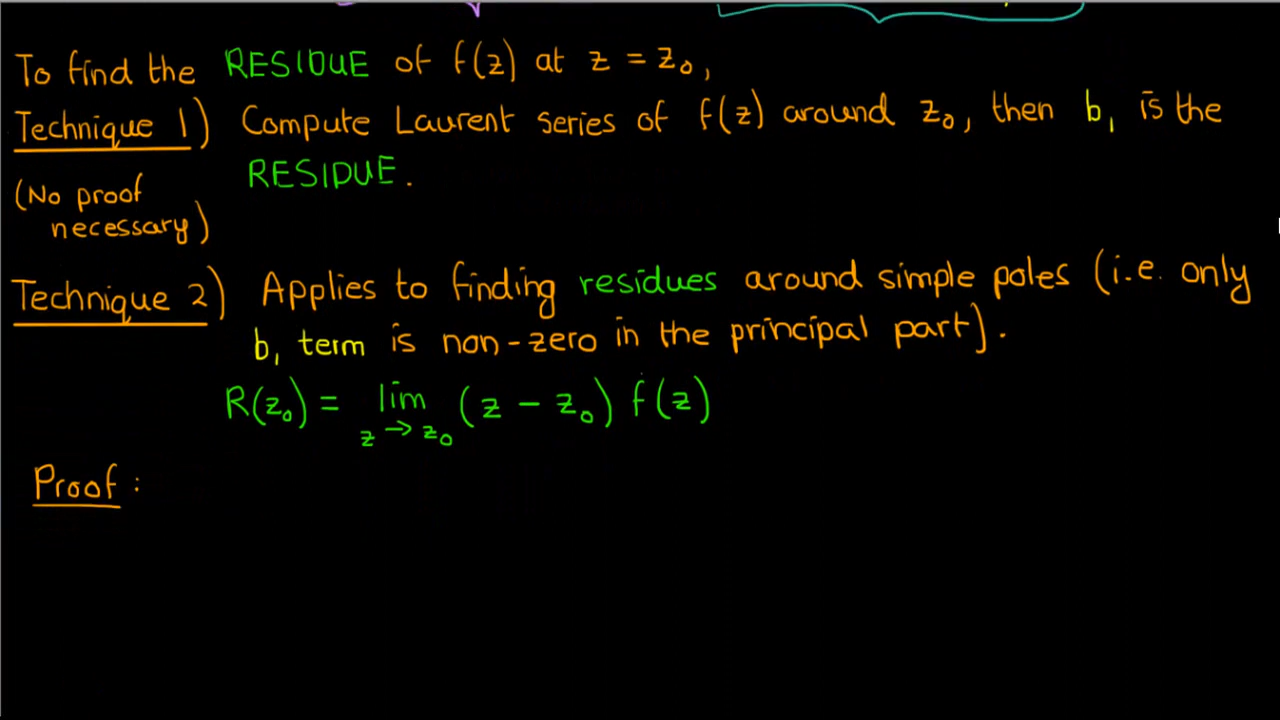 To find the RESIDUE of f(z) at z = z₀,
Technique 1) Compute Laurent series of f(z) around z₀, then b₁ is the
RESIDUE.
(No proof
necessary)
Technique 2) Applies to finding residues around simple poles (i.e. only
b₁ term is non-zero in the principal part).
R(z₀) = lim (z - z₀) f(z)
z → z₀
Proof :